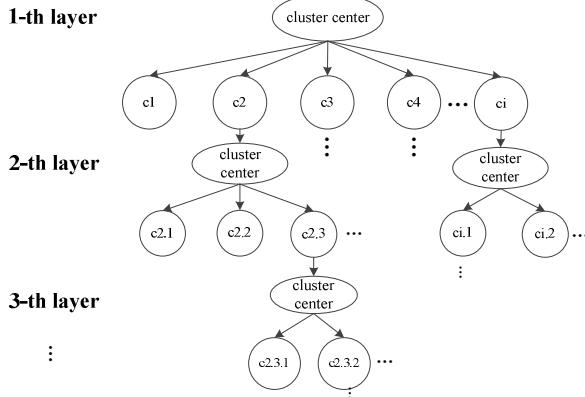 1-th layer
cluster center
c1
c2
c3
c4
...
ci
2-th layer
cluster
center
cluster
center
c2.1
c2.2
c2.3
...
ci.1
ci.2
...
3-th layer
cluster
center
c2.3.1
c2.3.2
...